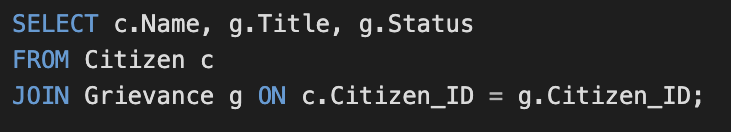 SELECT c.Name, g.Title, g.Status
FROM Citizen c
JOIN Grievance g ON c.Citizen_ID = g.Citizen_ID;